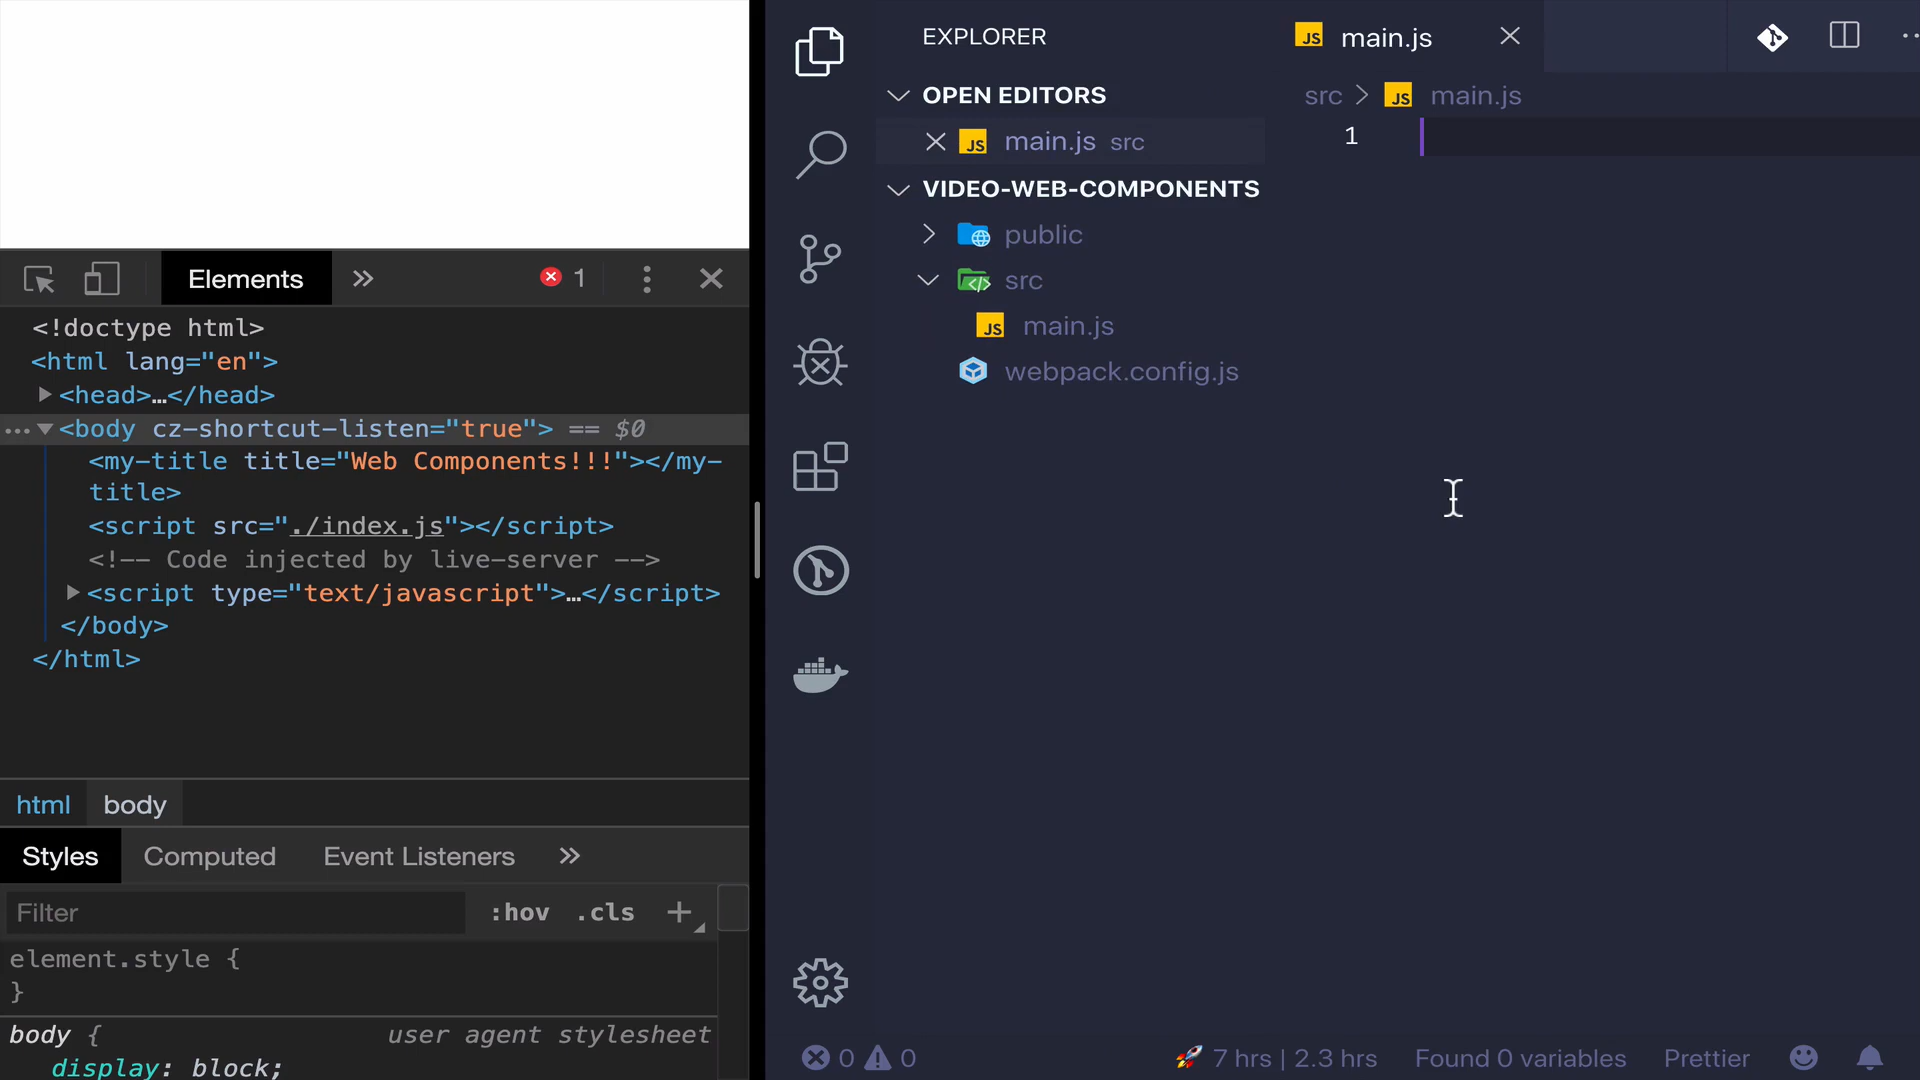 Elements
1
<!doctype html>
<html lang="en">
<head>…</head>
<body cz-shortcut-listen="true"> == $0
<my-title title="Web Components!!!"></my-
title>
<script src="./index.js"></script>
<!-- Code injected by live-server -->
<script type="text/javascript">…</script>
</body>
</html>
html body
Styles Computed Event Listeners
Filter :hov .cls
element.style {
}
body { user agent stylesheet
display: block;
EXPLORER
OPEN EDITORS
JS main.js src
VIDEO-WEB-COMPONENTS
public
src
JS main.js
webpack.config.js
JS main.js
src > JS main.js
1
0 0 7 hrs | 2.3 hrs Found 0 variables Prettier